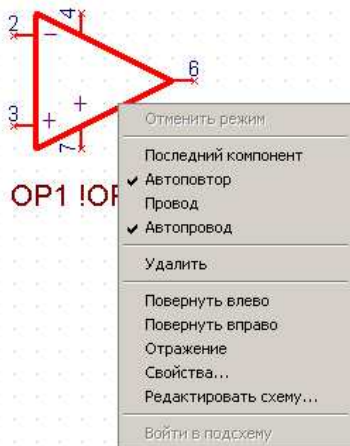 2
4
6
3
7
OP1 !OP
Отменить режим
Последний компонент
Автоповтор
Провод
Автопровод
Удалить
Повернуть влево
Повернуть вправо
Отражение
Свойства...
Редактировать схему...
Войти в подсхему